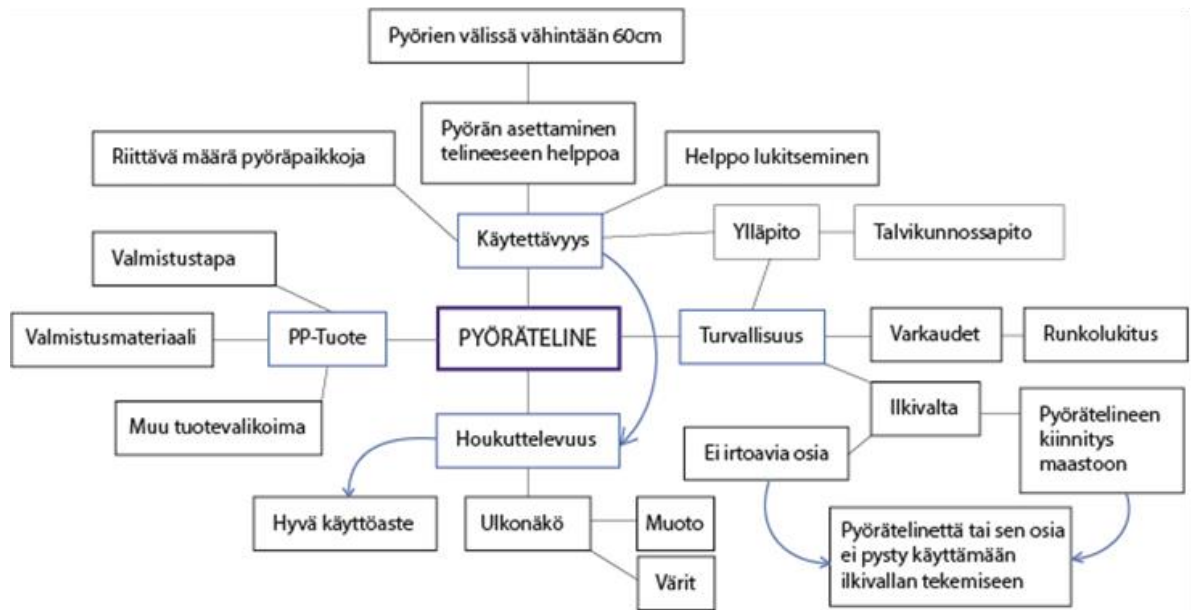 Pyörien välissä vähintään 60cm
Pyörän asettaminen
telineeseen helppoa
Riittävä määrä pyöräpaikkoja
Helppo lukitseminen
Käytettävyys
Ylläpito
Talvikunnossapito
Valmistustapa
Valmistusmateriaali
PP-Tuote
PYÖRÄTELINE
Turvallisuus
Varkaudet
Runkolukitus
Muu tuotevalikoima
Houkuttelevuus
Ilkivalta
Pyörätelineen
kiinnitys
maastoon
Ei irtoavia osia
Hyvä käyttöaste
Ulkonäkö
Muoto
Värit
Pyörätelinettä tai sen osia
ei pysty käyttämään
ilkivallan tekemiseen